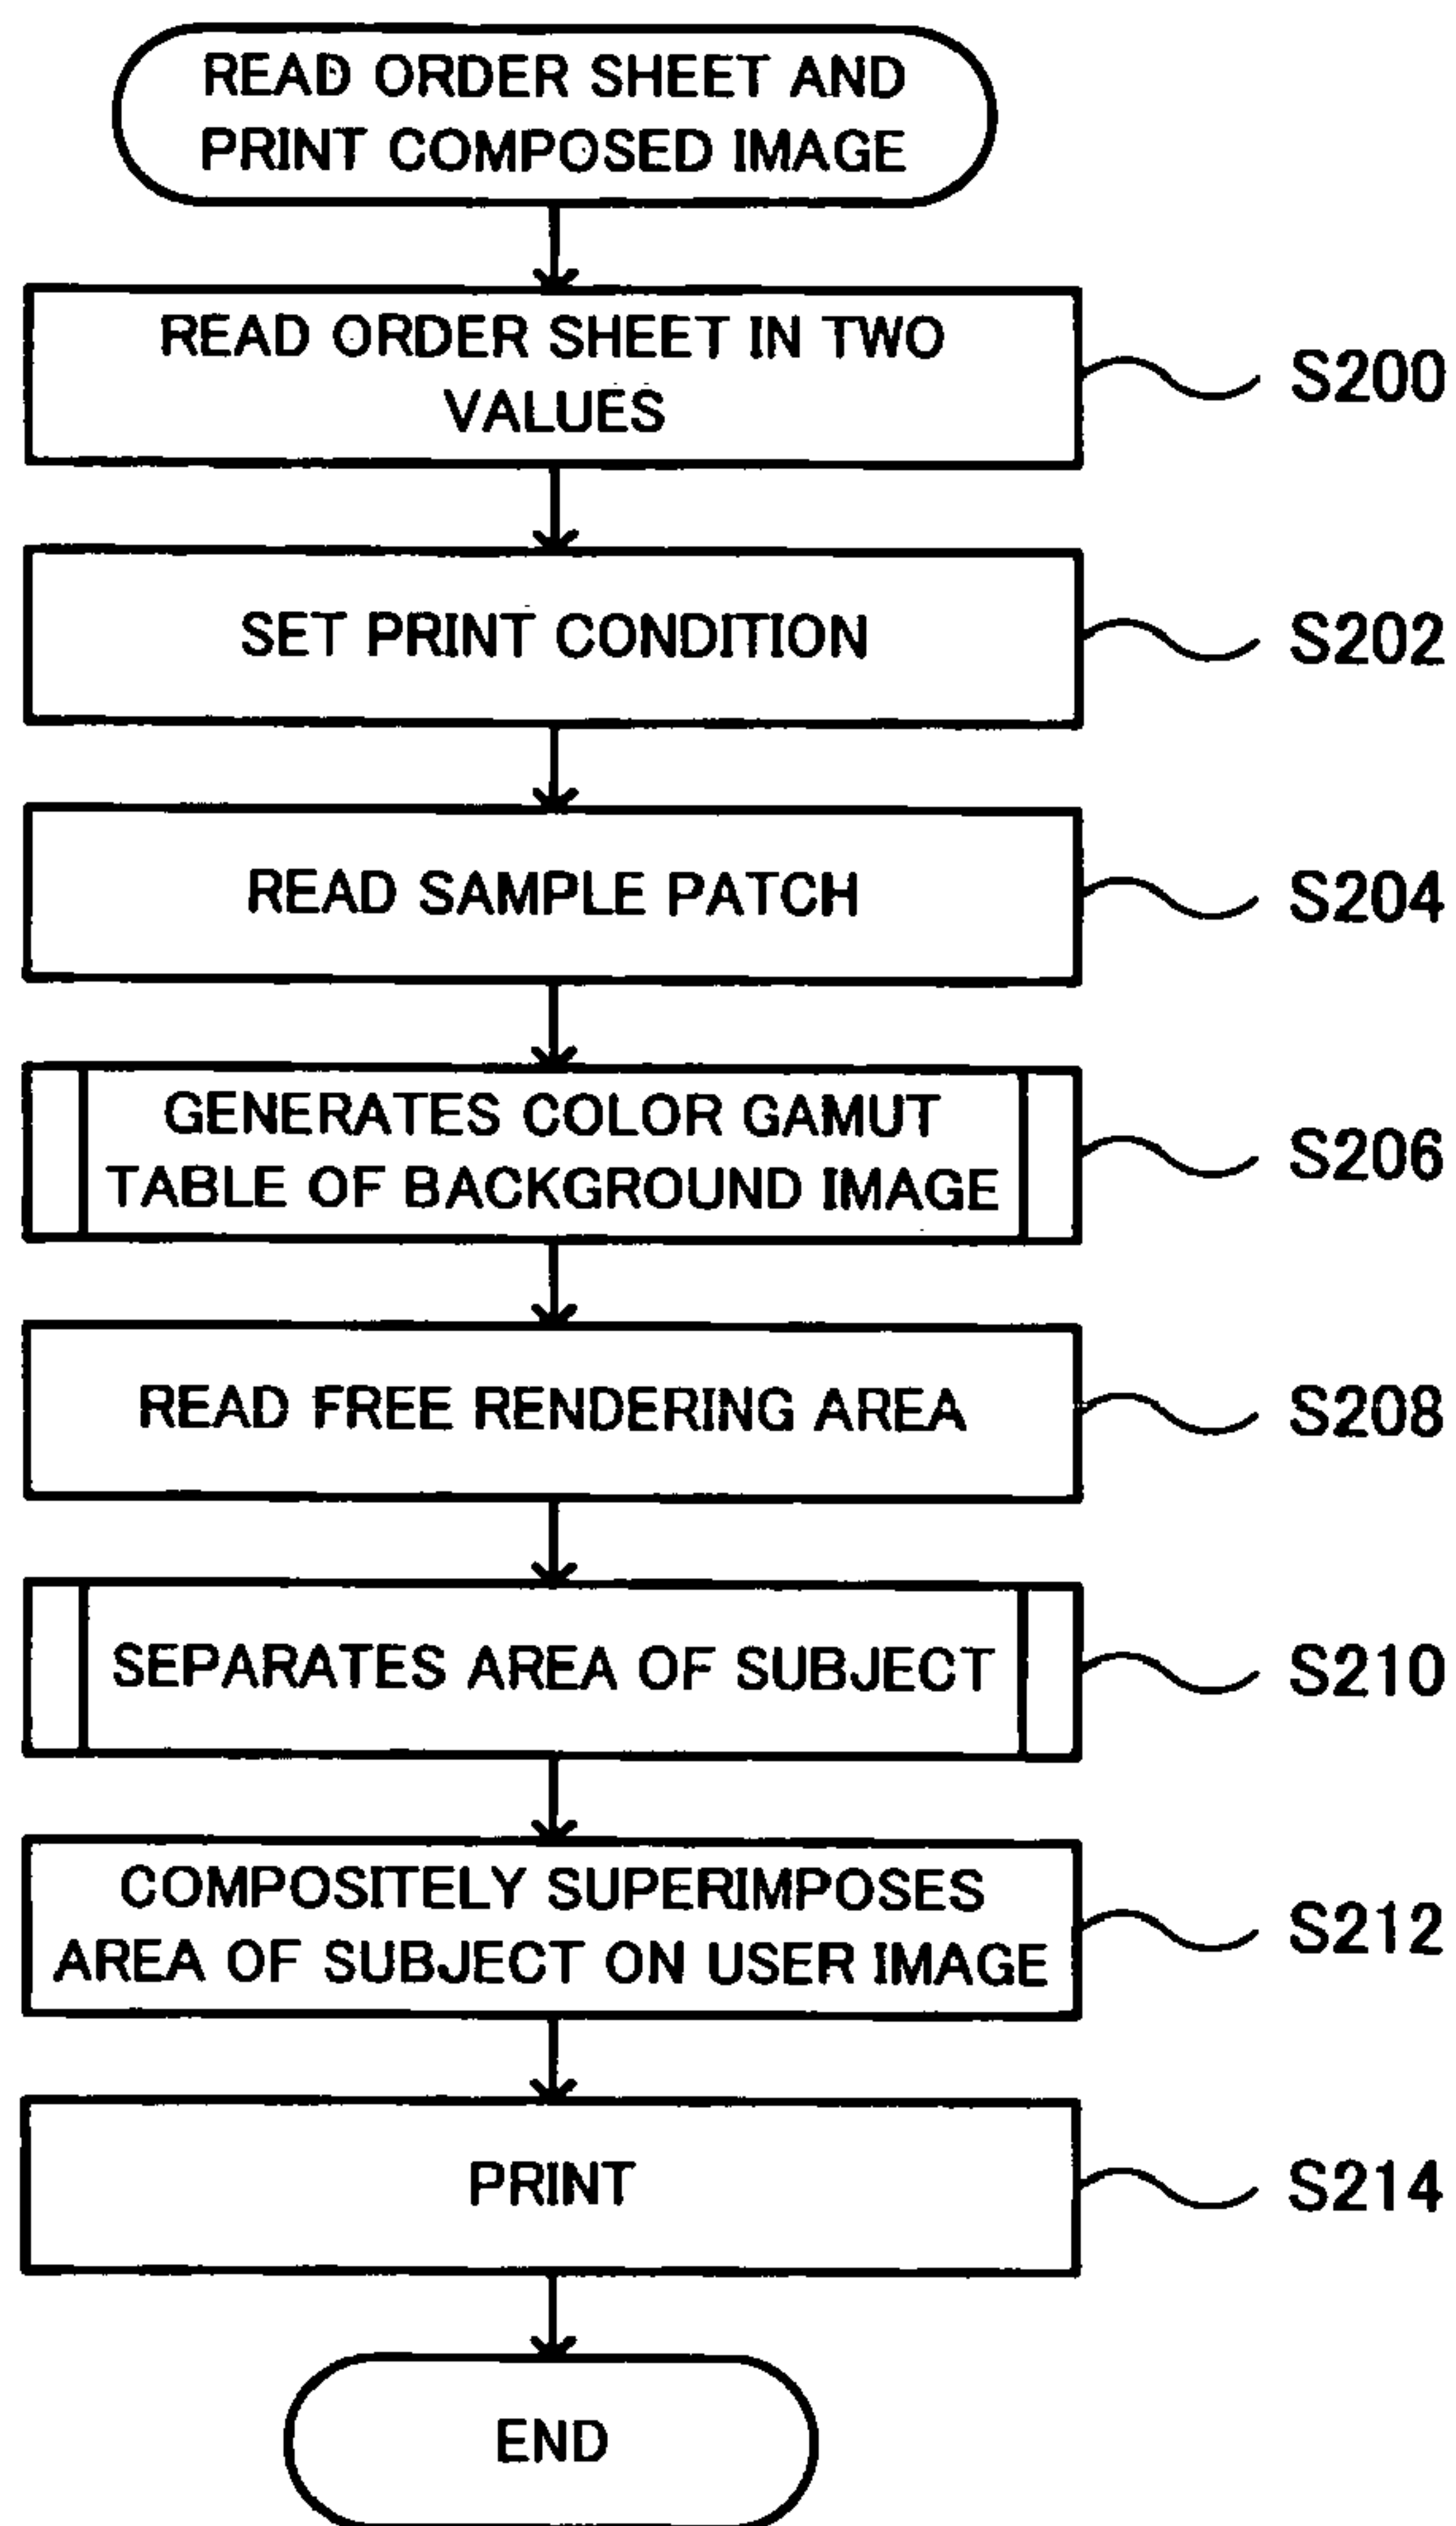 READ ORDER SHEET AND
PRINT COMPOSED IMAGE
READ ORDER SHEET IN TWO
VALUES
S200
SET PRINT CONDITION
S202
READ SAMPLE PATCH
S204
GENERATES COLOR GAMUT
TABLE OF BACKGROUND IMAGE
S206
READ FREE RENDERING AREA
S208
SEPARATES AREA OF SUBJECT
S210
COMPOSITELY SUPERIMPOSES
AREA OF SUBJECT ON USER IMAGE
S212
PRINT
S214
END